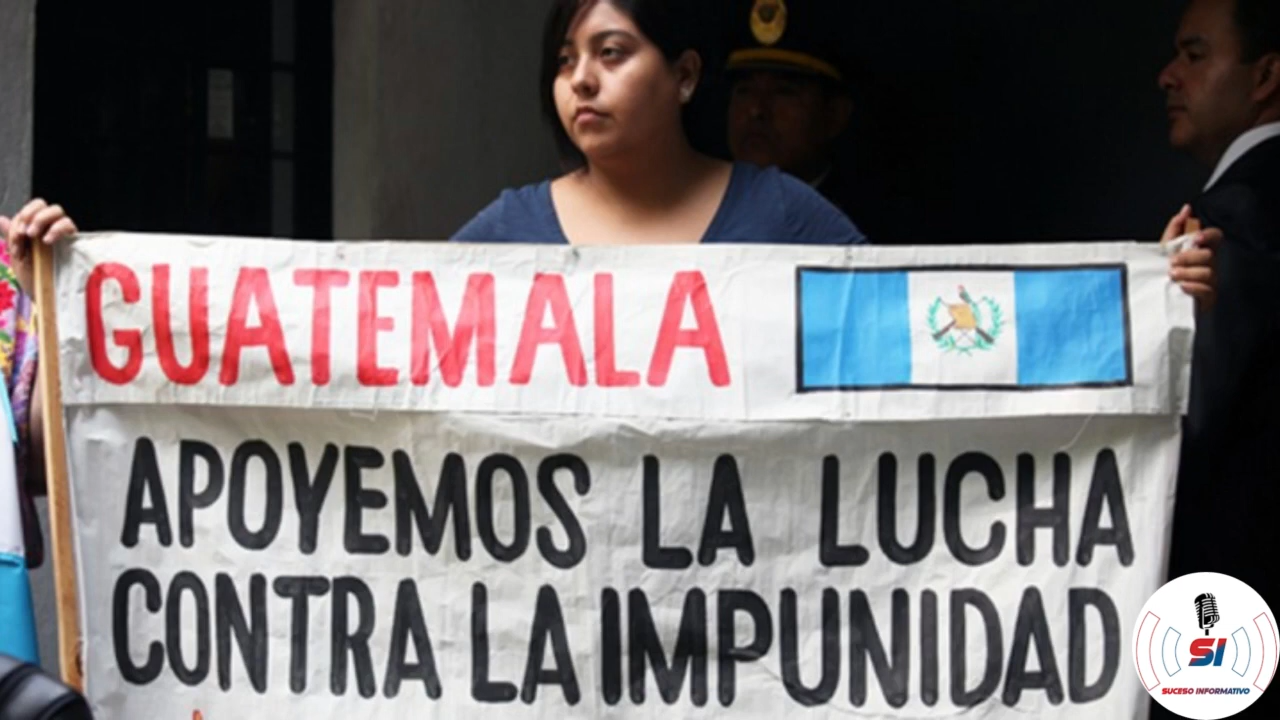 GUATEMALA
APOYEMOS LA LUCHA
CONTRA LA IMPUNIDAD
SI
SUCESO INFORMATIVO